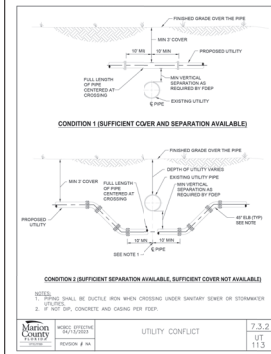 FINISHED GRADE OVER THE PIPE
MIN 3' COVER
10' MIN
10' MIN
PROPOSED UTILITY
FULL LENGTH
OF PIPE
CENTERED AT
CROSSING
MIN VERTICAL
SEPARATION AS
REQUIRED BY FDEP
EXISTING UTILITY
℄ PIPE
CONDITION 1 (SUFFICIENT COVER AND SEPARATION AVAILABLE)
FINISHED GRADE OVER THE PIPE
DEPTH OF UTILITY VARIES
EXISTING UTILITY PIPE
MIN 3' COVER
FULL LENGTH
OF PIPE
CENTERED AT
CROSSING
MIN VERTICAL
SEPARATION AS
REQUIRED BY FDEP
PROPOSED
UTILITY
45° ELB (TYP)
SEE NOTE
10' MIN
10' MIN
SEE NOTE 1
℄ PIPE
CONDITION 2 (SUFFICIENT SEPARATION AVAILABLE, SUFFICIENT COVER NOT AVAILABLE)
NOTES:
1. PIPING SHALL BE DUCTILE IRON WHEN CROSSING UNDER SANITARY SEWER OR STORMWATER
UTILITIES.
2. IF NOT DIP, CONCRETE AND CASING PER FDEP.
Marion
County
FLORIDA
MCBCC EFFECTIVE
04/13/2023
REVISION # NA
UTILITY CONFLICT
7.3.2
UT
113